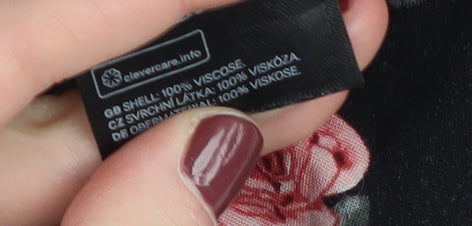 clevercare.info
GB SHELL: 100% VISCOSE.
CZ SVRCHNÍ LÁTKA: 100% VISKÓZA.
DE OBERMATERIAL: 100% VISKOSE.